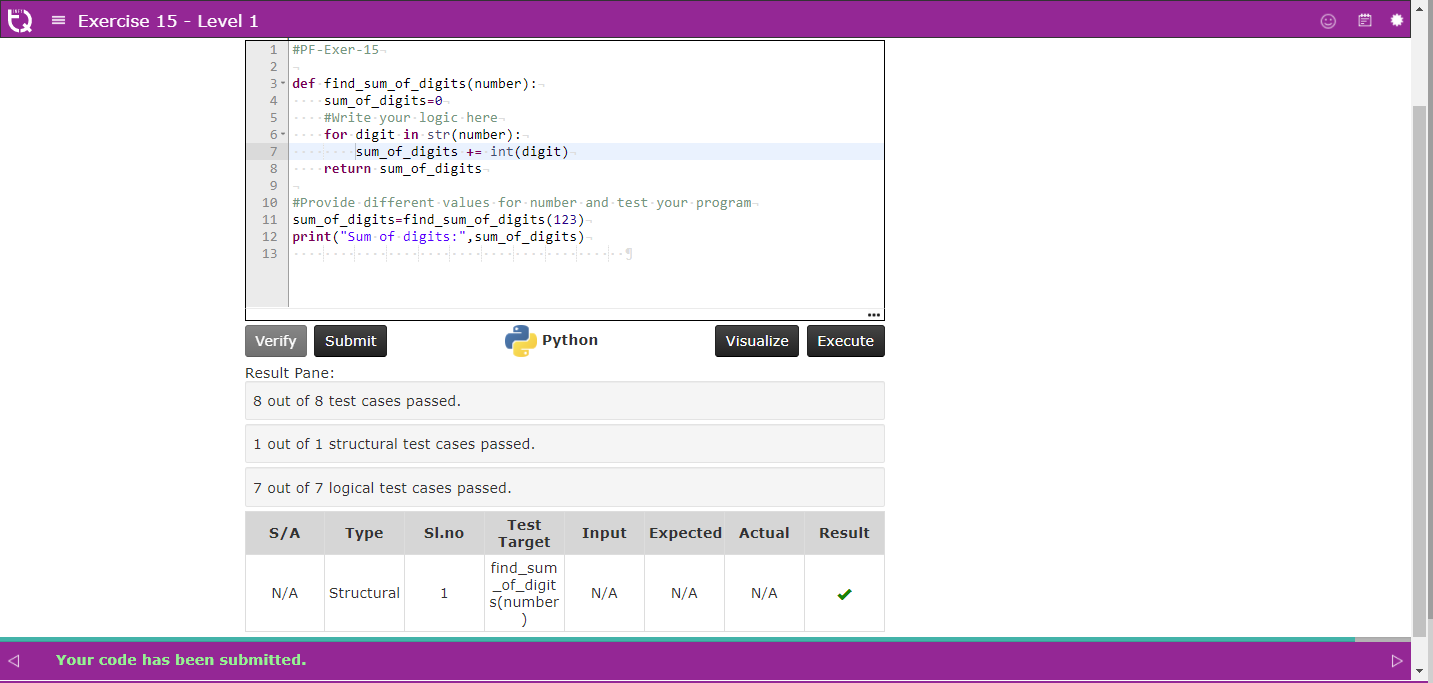 Exercise 15 - Level 1
1 #PF-Exer-15
2
3 def find_sum_of_digits(number):
4     sum_of_digits=0
5     #Write your logic here
6     for digit in str(number):
7         sum_of_digits += int(digit)
8     return sum_of_digits
9
10 #Provide different values for number and test your program
11 sum_of_digits=find_sum_of_digits(123)
12 print("Sum of digits:",sum_of_digits)
13
Verify Submit Python Visualize Execute
Result Pane:
8 out of 8 test cases passed.
1 out of 1 structural test cases passed.
7 out of 7 logical test cases passed.
S/A Type Sl.no Test Target Input Expected Actual Result
N/A Structural 1 find_sum_of_digits(number) N/A N/A N/A
Your code has been submitted.